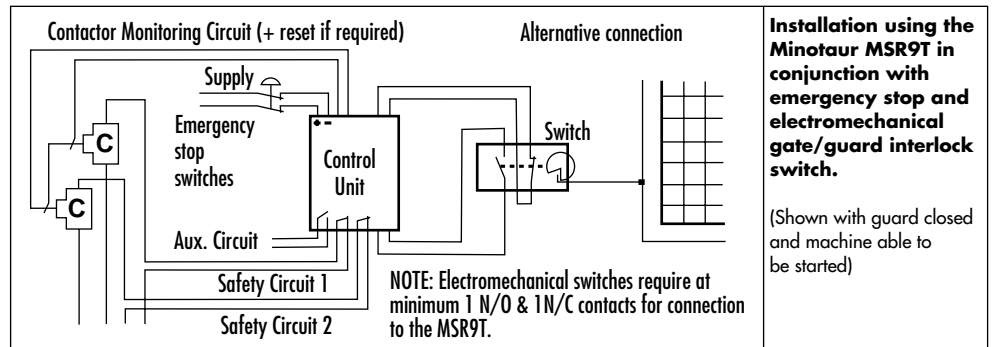 Contactor Monitoring Circuit (+ reset if required)
Alternative connection
Supply
Emergency
stop
switches
C
C
+ -
Control
Unit
Switch
Aux. Circuit
Safety Circuit 1
Safety Circuit 2
NOTE: Electromechanical switches require at
minimum 1 N/O & 1N/C contacts for connection
to the MSR9T.
Installation using the
Minotaur MSR9T in
conjunction with
emergency stop and
electromechanical
gate/guard interlock
switch.
(Shown with guard closed
and machine able to
be started)